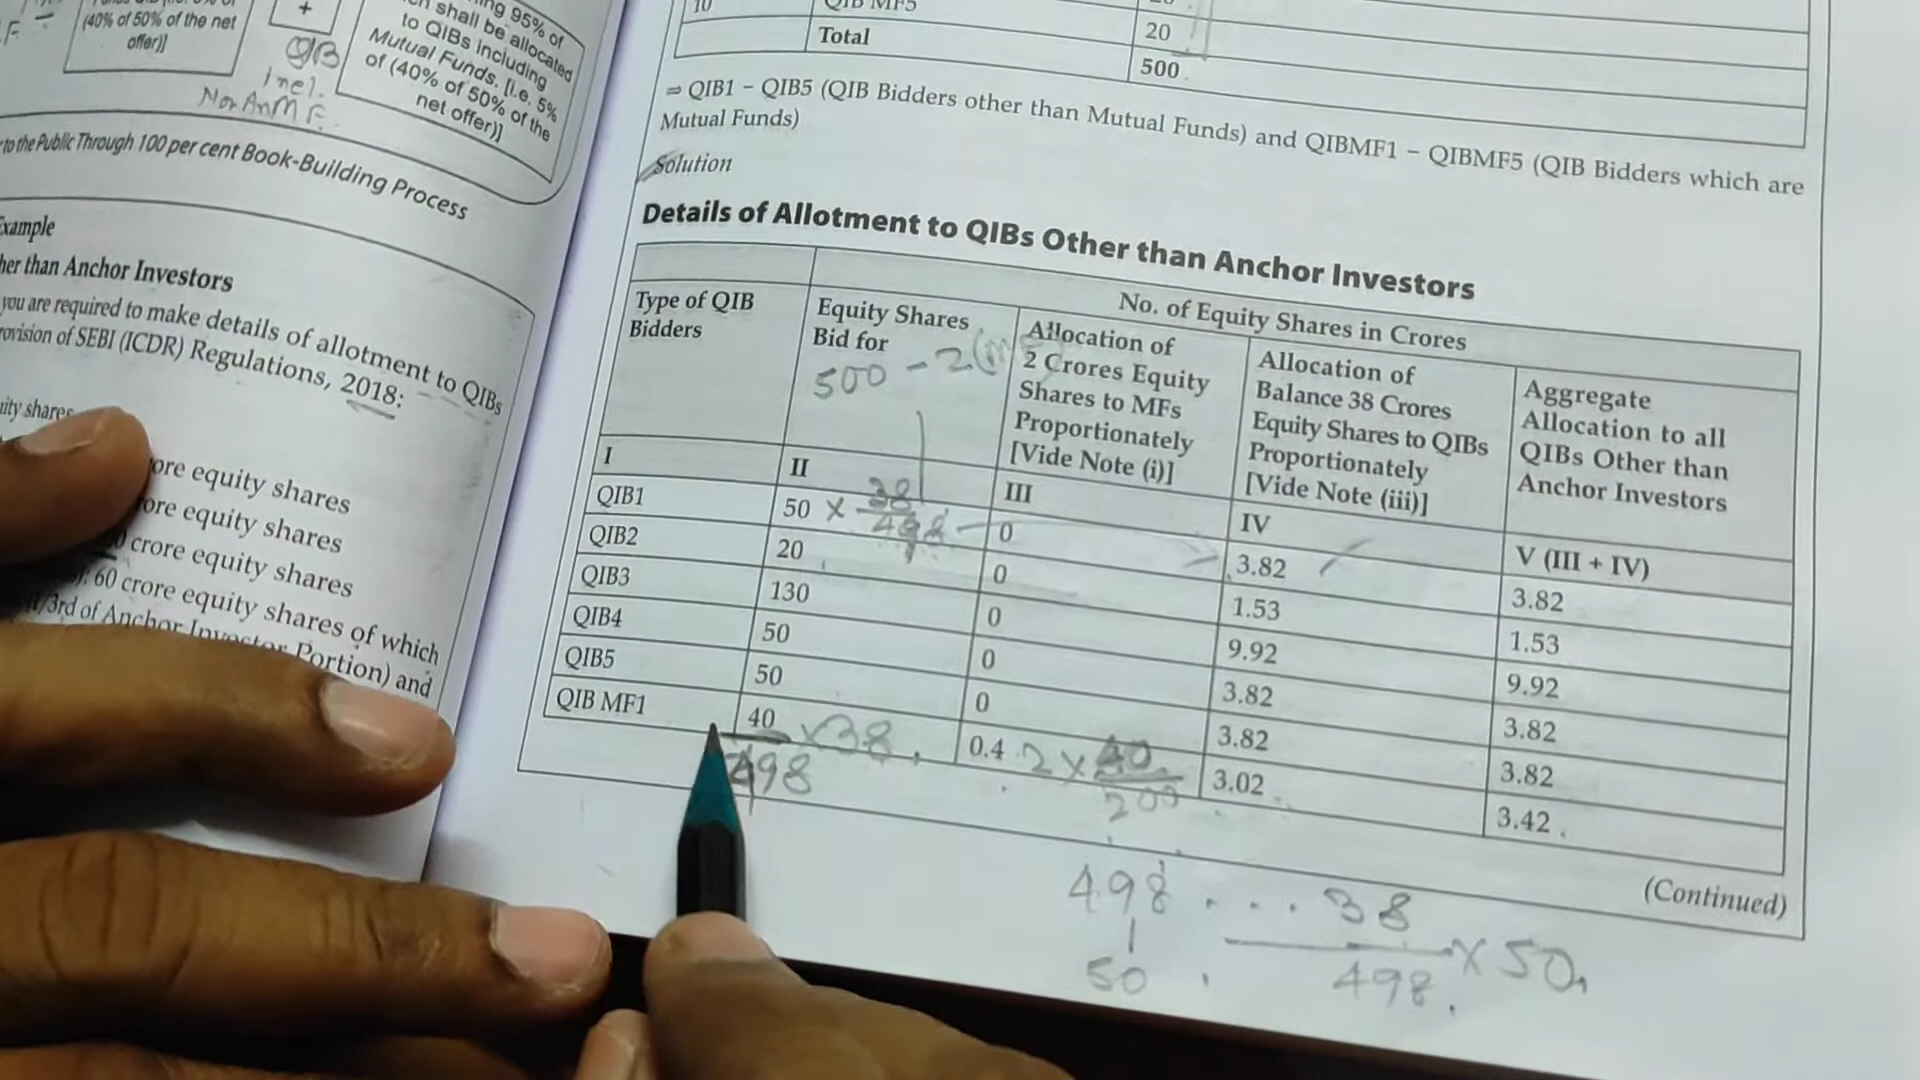 ing 95% of
(40% of 50% of the net
offer)]
+
QIB
Inel.
shall be allocated
to QIBs including
Mutual Funds. [i.e. 5%
of (40% of 50% of the
net offer)]
to the Public Through 100 per cent Book-Building Process
Example
her than Anchor Investors
you are required to make details of allotment to QIBs
rovision of SEBI (ICDR) Regulations, 2018:
uity shares
ore equity shares
ore equity shares
crore equity shares
60 crore equity shares of which
1/3rd of Anchor Investor Portion) and
10 QIB MF5 20
Total 500
⇒ QIB1 – QIB5 (QIB Bidders other than Mutual Funds) and QIBMF1 – QIBMF5 (QIB Bidders which are
Mutual Funds)
Solution
Details of Allotment to QIBs Other than Anchor Investors
No. of Equity Shares in Crores
Type of QIB Bidders
Equity Shares Bid for
500 - 2
Allocation of 2 Crores Equity Shares to MFs Proportionately [Vide Note (i)]
Allocation of Balance 38 Crores Equity Shares to QIBs Proportionately [Vide Note (iii)]
Aggregate Allocation to all QIBs Other than Anchor Investors
I II III IV V (III + IV)
QIB1 50 × 38/498 0 3.82 3.82
QIB2 20 0 1.53 1.53
QIB3 130 0 9.92 9.92
QIB4 50 0 3.82 3.82
QIB5 50 0 3.82 3.82
QIB MF1 40 ×38 0.4 2 × 40 3.02 3.42
498 200
(Continued)
498 . . . 38
50 498 × 50